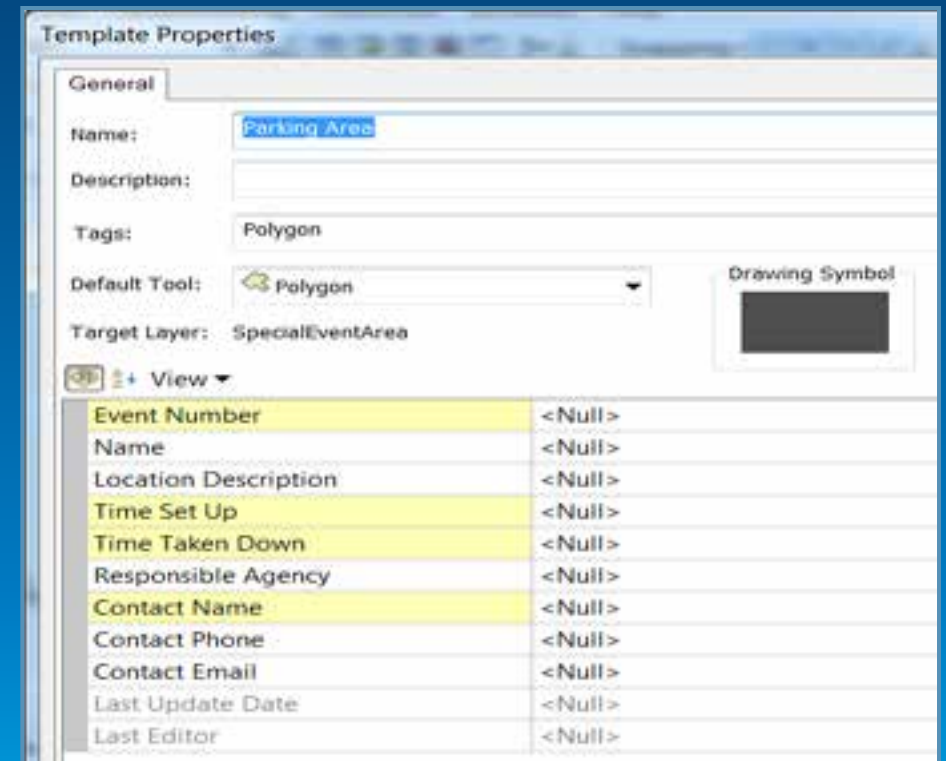 Template Properties
General
Name: Parking Area
Description:
Tags: Polygon
Default Tool: Polygon
Drawing Symbol
Target Layer: SpecialEventArea
View
Event Number <Null>
Name <Null>
Location Description <Null>
Time Set Up <Null>
Time Taken Down <Null>
Responsible Agency <Null>
Contact Name <Null>
Contact Phone <Null>
Contact Email <Null>
Last Update Date <Null>
Last Editor <Null>